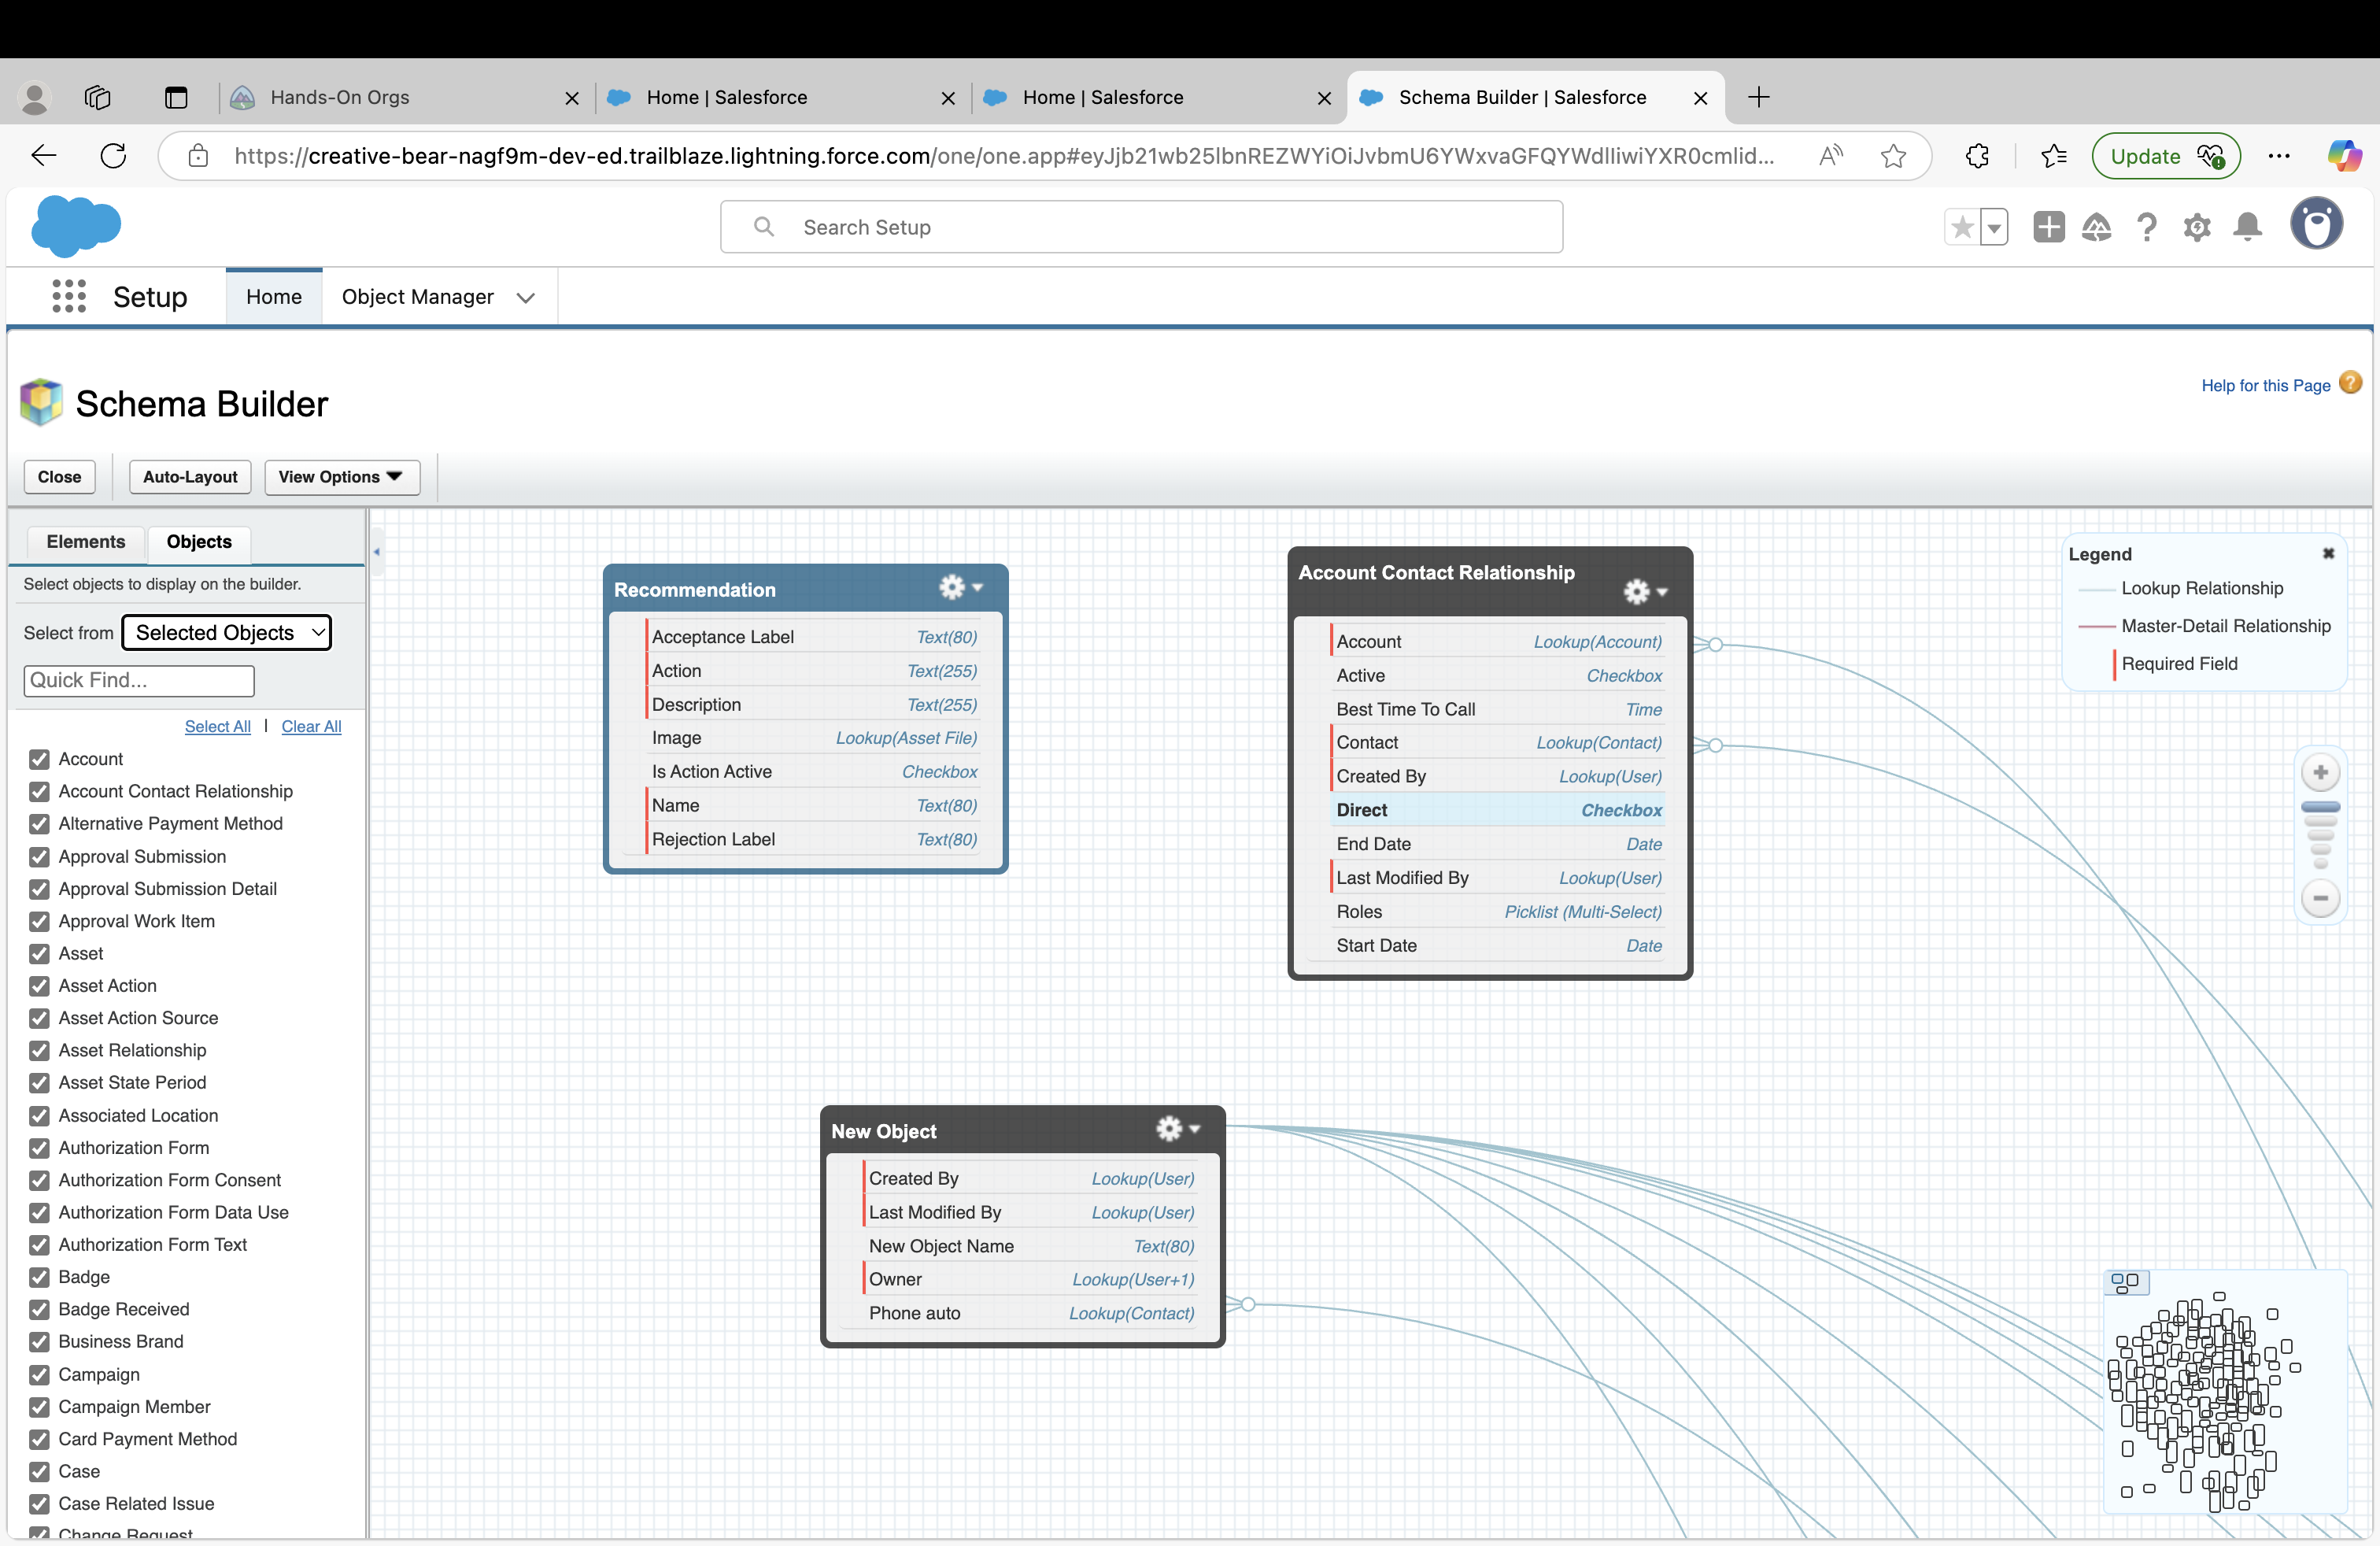 Hands-On Orgs
Home | Salesforce
Home | Salesforce
Schema Builder | Salesforce
https://creative-bear-nagf9m-dev-ed.trailblaze.lightning.force.com/one/one.app#eyJjb21wb25lbnREZWYiOiJvbmU6YWxvaGFQYWdlIiwiYXR0cmlid...
Update
Search Setup
Setup
Home
Object Manager
Schema Builder
Help for this Page
Close
Auto-Layout
View Options
Elements
Objects
Select objects to display on the builder.
Select from Selected Objects
Quick Find...
Select All | Clear All
Account
Account Contact Relationship
Alternative Payment Method
Approval Submission
Approval Submission Detail
Approval Work Item
Asset
Asset Action
Asset Action Source
Asset Relationship
Asset State Period
Associated Location
Authorization Form
Authorization Form Consent
Authorization Form Data Use
Authorization Form Text
Badge
Badge Received
Business Brand
Campaign
Campaign Member
Card Payment Method
Case
Case Related Issue
Change Request
Recommendation
Acceptance Label Text(80)
Action Text(255)
Description Text(255)
Image Lookup(Asset File)
Is Action Active Checkbox
Name Text(80)
Rejection Label Text(80)
Account Contact Relationship
Account Lookup(Account)
Active Checkbox
Best Time To Call Time
Contact Lookup(Contact)
Created By Lookup(User)
Direct Checkbox
End Date Date
Last Modified By Lookup(User)
Roles Picklist (Multi-Select)
Start Date Date
New Object
Created By Lookup(User)
Last Modified By Lookup(User)
New Object Name Text(80)
Owner Lookup(User+1)
Phone auto Lookup(Contact)
Legend
Lookup Relationship
Master-Detail Relationship
Required Field